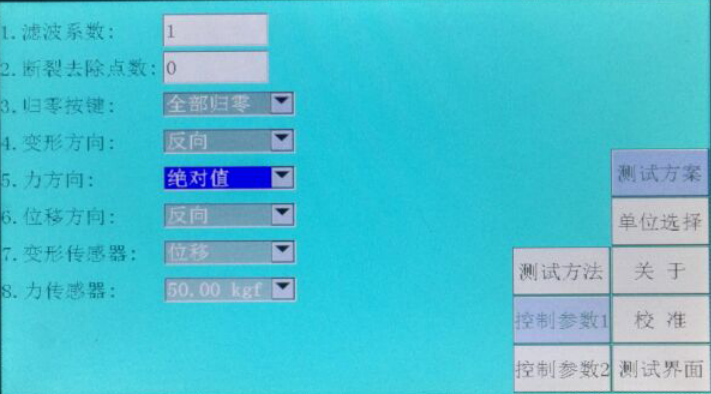 1.滤波系数: 1
2.断裂去除点数: 0
3.归零按键: 全部归零
4.变形方向: 反向
5.力方向: 绝对值
6.位移方向: 反向
7.变形传感器: 位移
8.力传感器: 50.00 kgf
测试方案
单位选择
测试方法 关 于
控制参数1 校 准
控制参数2 测试界面